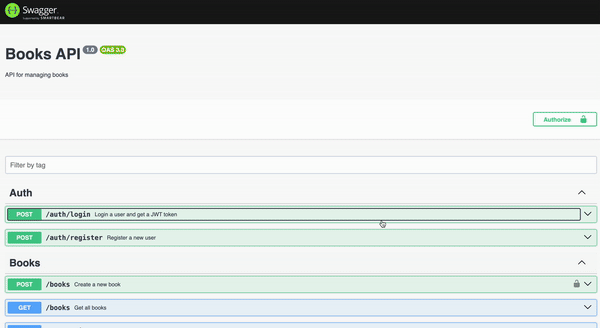 Swagger.
Supported by SMARTBEAR
Books API 1.0 OAS 3.0
API for managing books
Authorize
Filter by tag
Auth
POST /auth/login Login a user and get a JWT token
POST /auth/register Register a new user
Books
POST /books Create a new book
GET /books Get all books